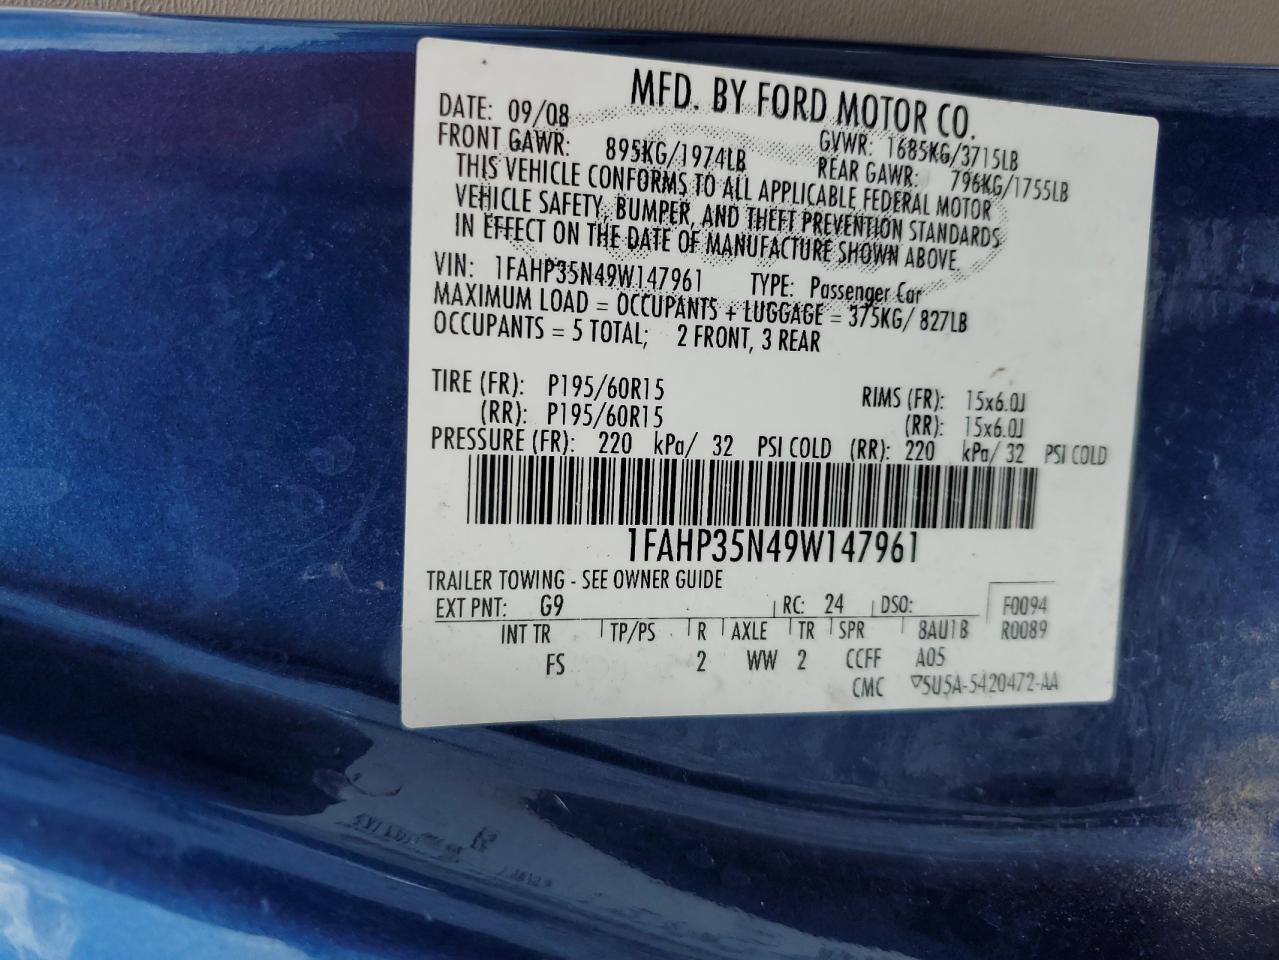 MFD. BY FORD MOTOR CO.
DATE: 09/08 GVWR: 1685KG/3715LB
FRONT GAWR: 895KG/1974LB REAR GAWR: 796KG/1755LB
THIS VEHICLE CONFORMS TO ALL APPLICABLE FEDERAL MOTOR
VEHICLE SAFETY, BUMPER, AND THEFT PREVENTION STANDARDS
IN EFFECT ON THE DATE OF MANUFACTURE SHOWN ABOVE.
VIN: 1FAHP35N49W147961 TYPE: Passenger Car
MAXIMUM LOAD = OCCUPANTS + LUGGAGE = 375KG/ 827LB
OCCUPANTS = 5 TOTAL; 2 FRONT, 3 REAR
TIRE (FR): P195/60R15 RIMS (FR): 15x6.0J
(RR): P195/60R15 (RR): 15x6.0J
PRESSURE (FR): 220 kPa/ 32 PSI COLD (RR): 220 kPa/ 32 PSI COLD
1FAHP35N49W147961
TRAILER TOWING - SEE OWNER GUIDE
EXT PNT: G9 RC: 24 DSO: F0094
INT TR TP/PS R AXLE TR SPR 8AU1B R0089
FS 2 WW 2 CCFF A05
CMC ▽5U5A-5420472-AA